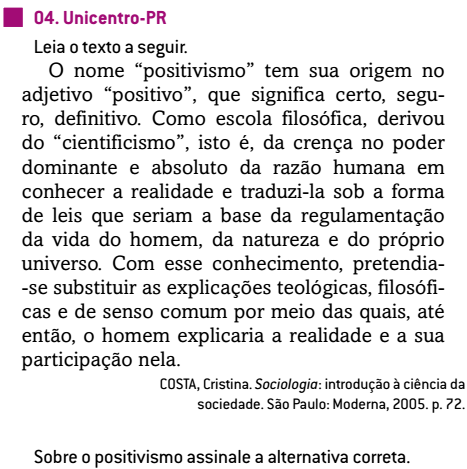 04. Unicentro-PR
Leia o texto a seguir.
O nome “positivismo” tem sua origem no
adjetivo “positivo”, que significa certo, segu-
ro, definitivo. Como escola filosófica, derivou
do “cientificismo”, isto é, da crença no poder
dominante e absoluto da razão humana em
conhecer a realidade e traduzi-la sob a forma
de leis que seriam a base da regulamentação
da vida do homem, da natureza e do próprio
universo. Com esse conhecimento, pretendia-
-se substituir as explicações teológicas, filosófi-
cas e de senso comum por meio das quais, até
então, o homem explicaria a realidade e a sua
participação nela.
COSTA, Cristina. Sociologia: introdução à ciência da
sociedade. São Paulo: Moderna, 2005. p. 72.
Sobre o positivismo assinale a alternativa correta.